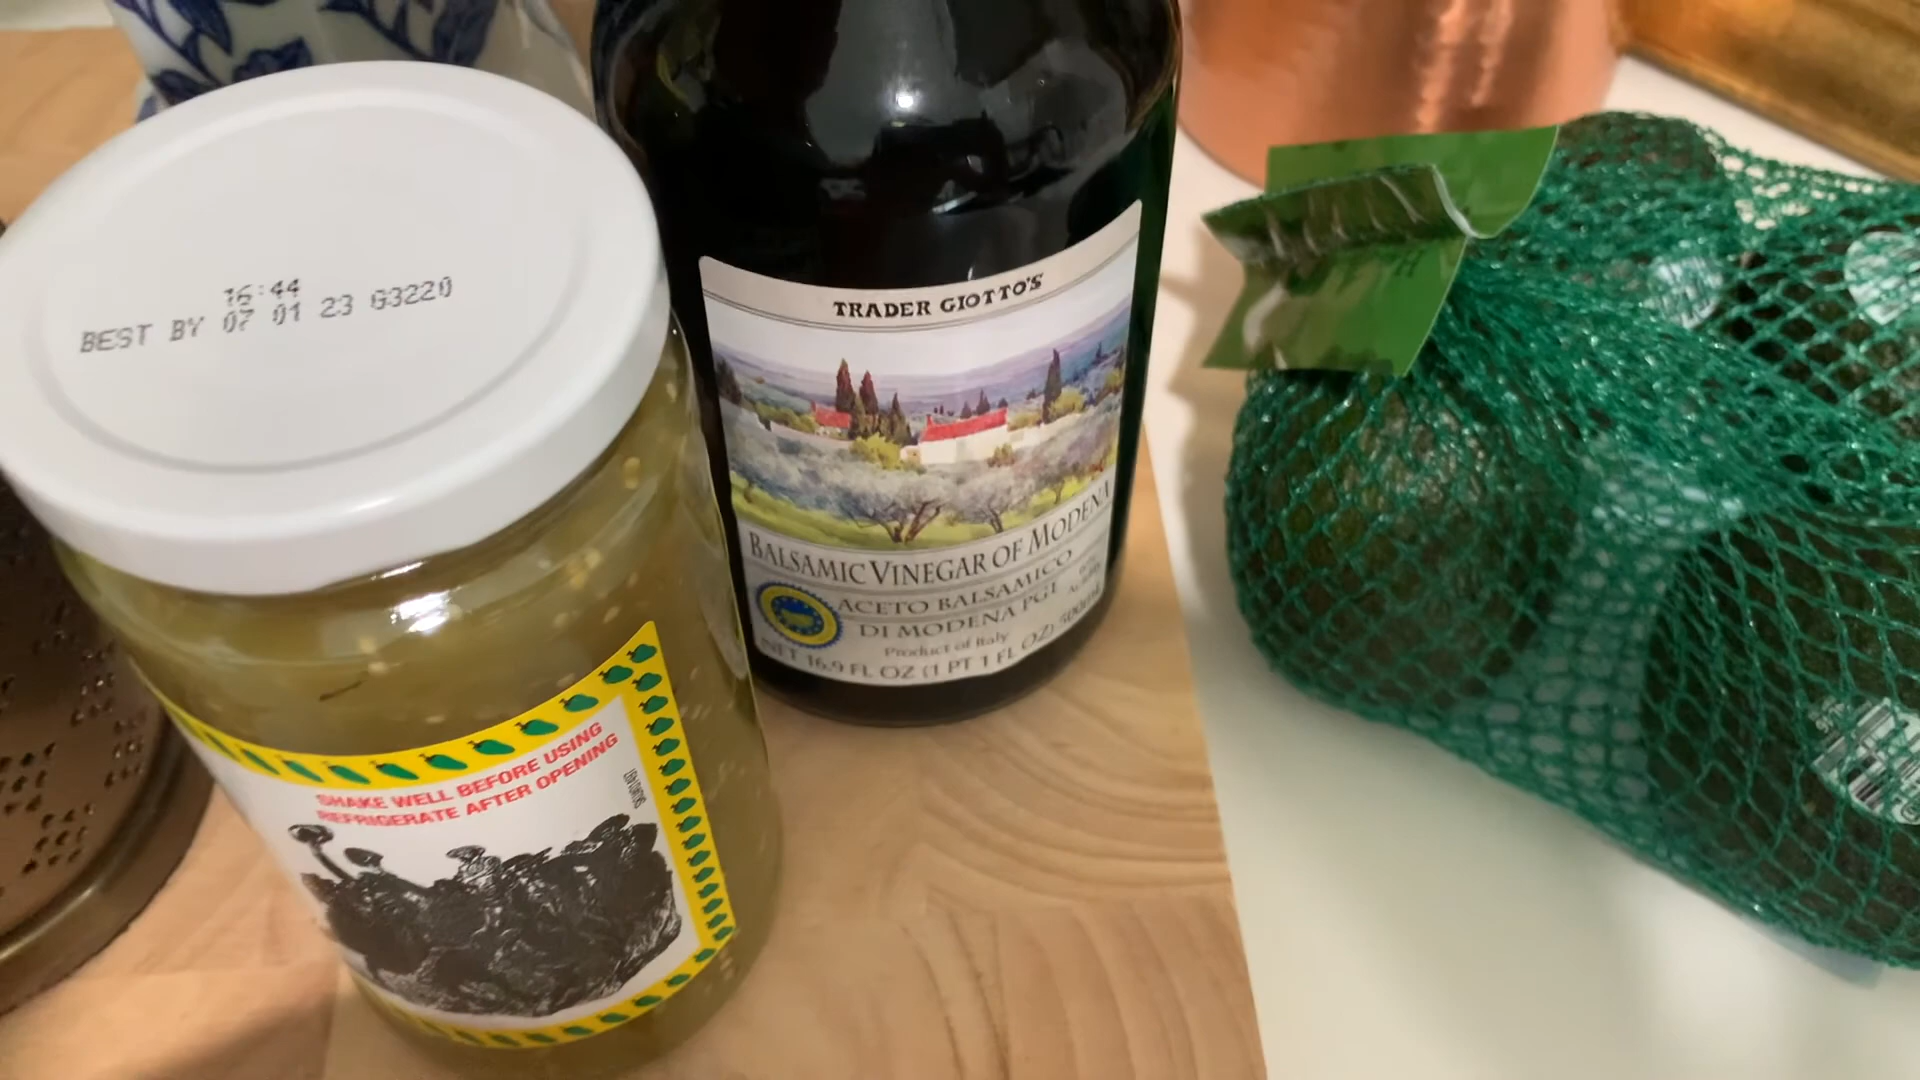 16:44
BEST BY 07 01 23 G3220
SHAKE WELL BEFORE USING
REFRIGERATE AFTER OPENING
TRADER GIOTTO'S
BALSAMIC VINEGAR OF MODENA
ACETO BALSAMICO
DI MODENA PGI
Product of Italy
NET 16.9 FL OZ (1 PT 1 FL OZ) 500mL